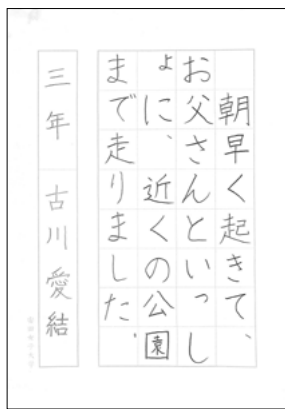 朝早く起きて、
お父さんといっし
ょに、近くの公園
まで走りました。
三年 古川愛結